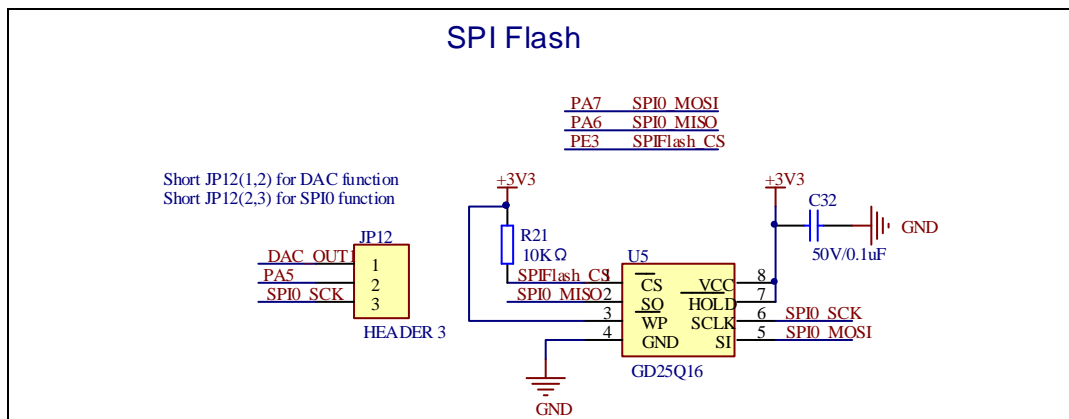 SPI Flash
PA7 SPI0_MOSI
PA6 SPI0_MISO
PE3 SPIFlash_CS
Short JP12(1,2) for DAC function
Short JP12(2,3) for SPI0 function
+3V3
+3V3
C32
GND
50V/0.1uF
JP12
DAC_OUT1 1
PA5 2
SPI0_SCK 3
HEADER 3
R21
10KΩ
U5
SPIFlash_CS 1 CS VCC 8
SPI0_MISO 2 SO HOLD 7
3 WP SCLK 6 SPI0_SCK
4 GND SI 5 SPI0_MOSI
GD25Q16
GND